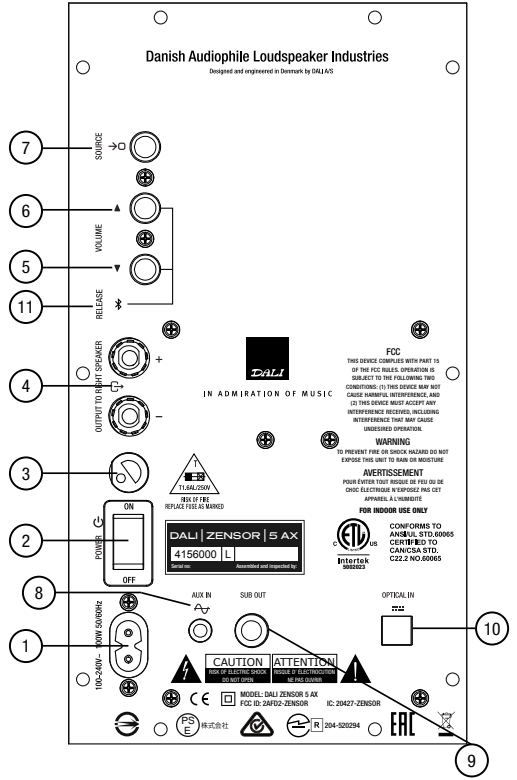 Danish Audiophile Loudspeaker Industries
Designed and engineered in Denmark by DALI A/S
7
SOURCE
6
VOLUME
5
11
RELEASE
DALI
IN ADMIRATION OF MUSIC
4
OUTPUT TO RIGHT SPEAKER
+
−
FCC
THIS DEVICE COMPLIES WITH PART 15
OF THE FCC RULES. OPERATION IS
SUBJECT TO THE FOLLOWING TWO
CONDITIONS: (1) THIS DEVICE MAY NOT
CAUSE HARMFUL INTERFERENCE, AND
(2) THIS DEVICE MUST ACCEPT ANY
INTERFERENCE RECEIVED, INCLUDING
INTERFERENCE THAT MAY CAUSE
UNDESIRED OPERATION.
WARNING
TO PREVENT FIRE OR SHOCK HAZARD DO NOT
EXPOSE THIS UNIT TO RAIN OR MOISTURE
AVERTISSEMENT
POUR ÉVITER TOUT RISQUE DE FEU OU DE
CHOC ÉLECTRIQUE N'EXPOSEZ PAS CET
APPAREIL À L'HUMIDITÉ
FOR INDOOR USE ONLY
3
T
T1.6AL/250V
RISK OF FIRE
REPLACE FUSE AS MARKED
2
POWER
ON
OFF
DALI | ZENSOR | 5 AX
4156000 L
Serial no: Assembled and inspected by:
C ETL US
Intertek
5002023
CONFORMS TO
ANSI/UL STD.60065
CERTIFIED TO
CAN/CSA STD.
C22.2 NO.60065
8
AUX IN
SUB OUT
OPTICAL IN
10
1
100-240V~ 100W 50/60Hz
CAUTION
RISK OF ELECTRIC SHOCK
DO NOT OPEN
ATTENTION
RISQUE D' ELECTROCUTION
NE PAS OUVRIR
CE
MODEL: DALI ZENSOR 5 AX
FCC ID: 2AFD2-ZENSOR
IC: 20427-ZENSOR
PS
E
株式会社
R 204-520294
EAC
9